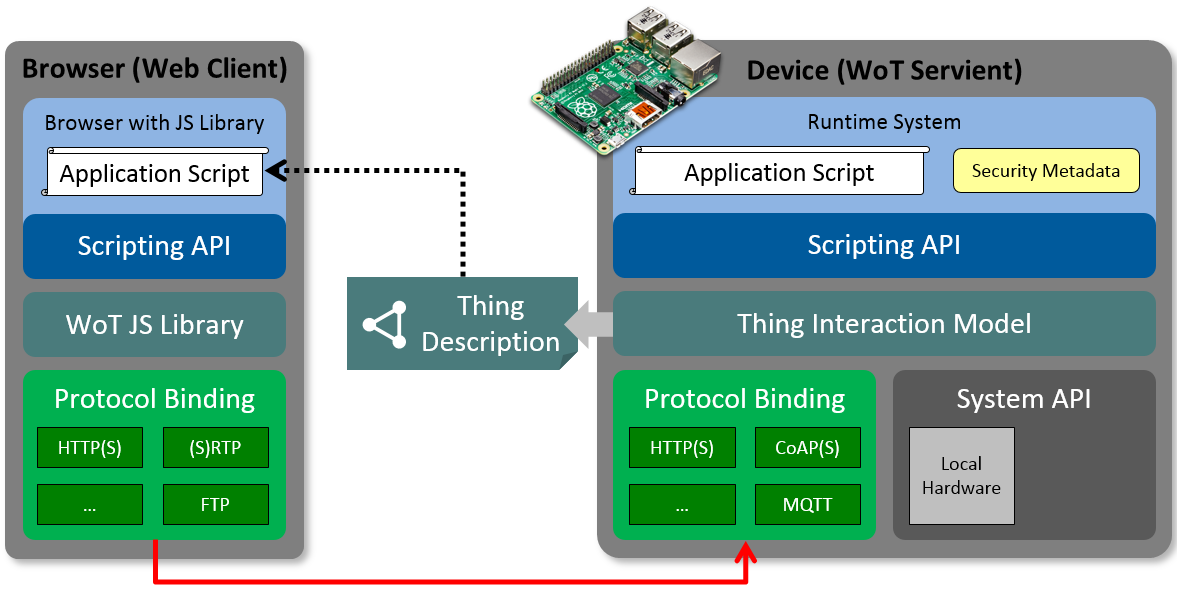 Browser (Web Client)
Browser with JS Library
Application Script
Scripting API
WoT JS Library
Protocol Binding
HTTP(S)
(S)RTP
...
FTP
Thing
Description
Device (WoT Servient)
Runtime System
Application Script
Security Metadata
Scripting API
Thing Interaction Model
Protocol Binding
HTTP(S)
CoAP(S)
...
MQTT
System API
Local
Hardware